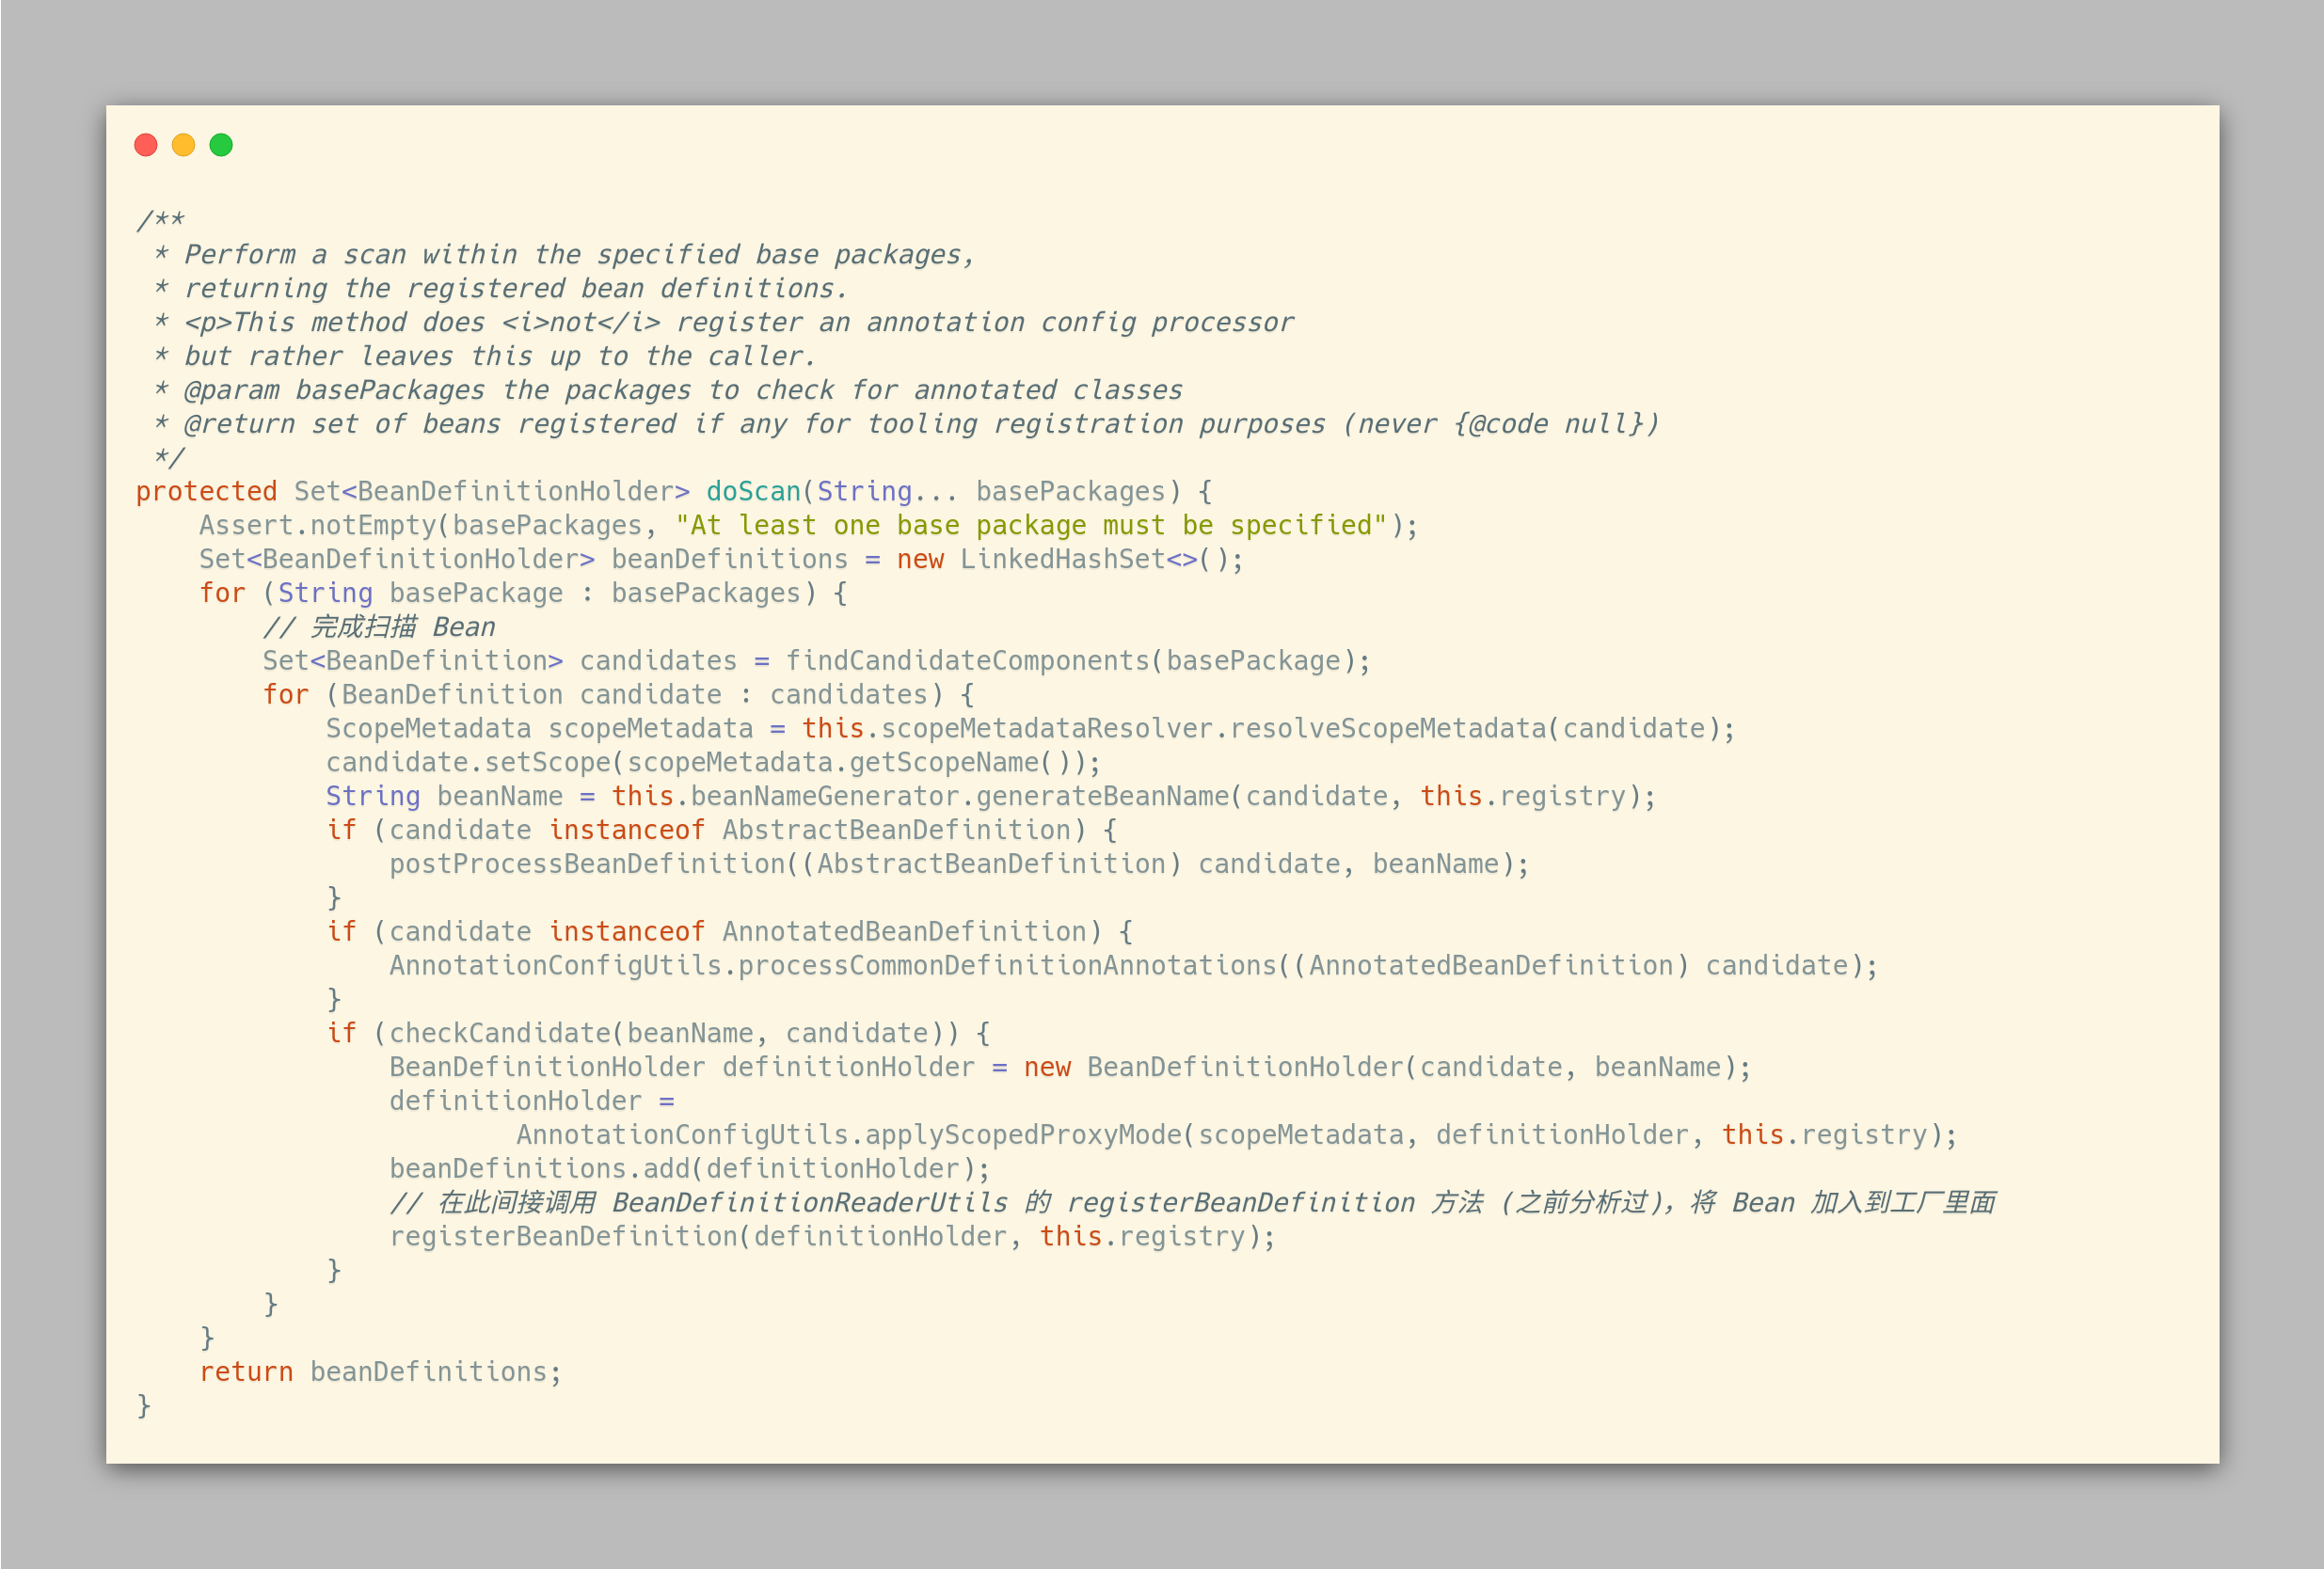 /**
 * Perform a scan within the specified base packages,
 * returning the registered bean definitions.
 * <p>This method does <i>not</i> register an annotation config processor
 * but rather leaves this up to the caller.
 * @param basePackages the packages to check for annotated classes
 * @return set of beans registered if any for tooling registration purposes (never {@code null})
 */
protected Set<BeanDefinitionHolder> doScan(String... basePackages) {
    Assert.notEmpty(basePackages, "At least one base package must be specified");
    Set<BeanDefinitionHolder> beanDefinitions = new LinkedHashSet<>();
    for (String basePackage : basePackages) {
        // 完成扫描 Bean
        Set<BeanDefinition> candidates = findCandidateComponents(basePackage);
        for (BeanDefinition candidate : candidates) {
            ScopeMetadata scopeMetadata = this.scopeMetadataResolver.resolveScopeMetadata(candidate);
            candidate.setScope(scopeMetadata.getScopeName());
            String beanName = this.beanNameGenerator.generateBeanName(candidate, this.registry);
            if (candidate instanceof AbstractBeanDefinition) {
                postProcessBeanDefinition((AbstractBeanDefinition) candidate, beanName);
            }
            if (candidate instanceof AnnotatedBeanDefinition) {
                AnnotationConfigUtils.processCommonDefinitionAnnotations((AnnotatedBeanDefinition) candidate);
            }
            if (checkCandidate(beanName, candidate)) {
                BeanDefinitionHolder definitionHolder = new BeanDefinitionHolder(candidate, beanName);
                definitionHolder =
                        AnnotationConfigUtils.applyScopedProxyMode(scopeMetadata, definitionHolder, this.registry);
                beanDefinitions.add(definitionHolder);
                // 在此间接调用 BeanDefinitionReaderUtils 的 registerBeanDefinition 方法 (之前分析过)，将 Bean 加入到工厂里面
                registerBeanDefinition(definitionHolder, this.registry);
            }
        }
    }
    return beanDefinitions;
}